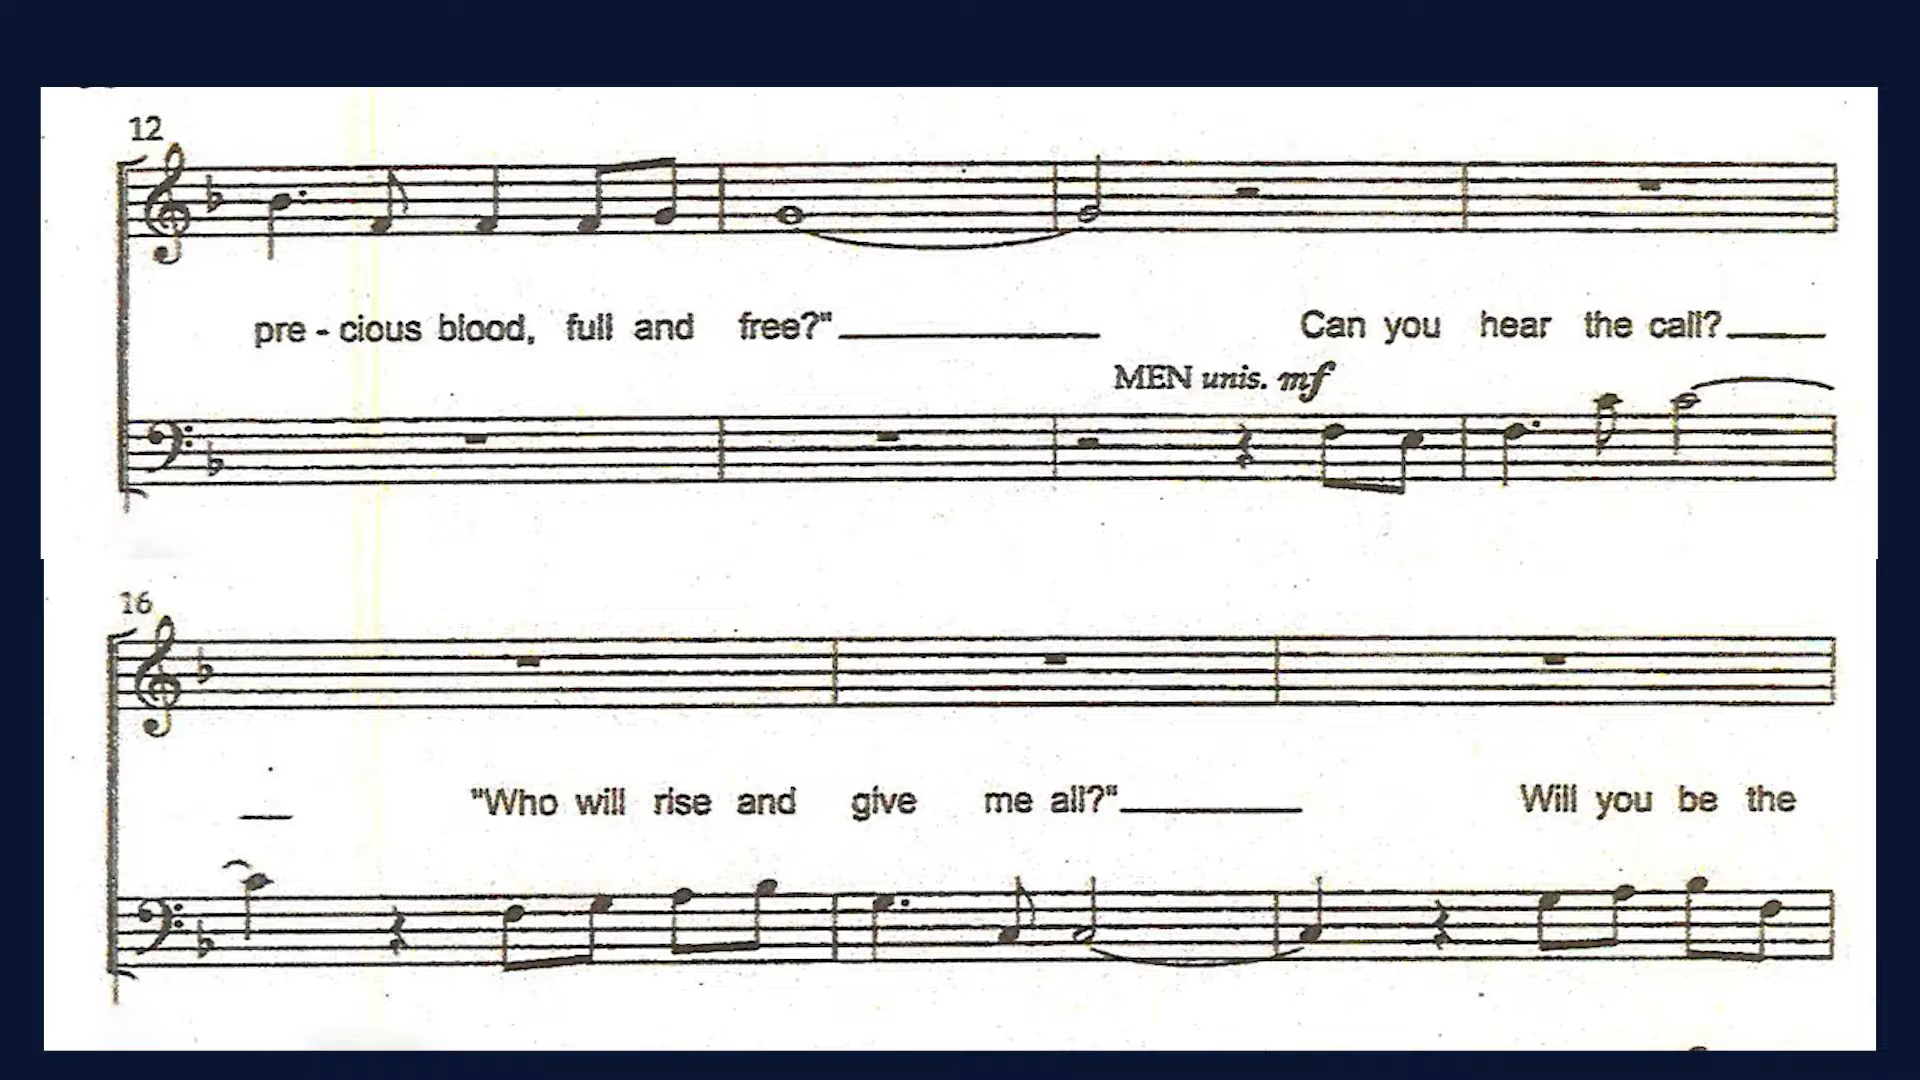 12
pre - cious blood, full and free?" Can you hear the call?
MEN unis. mf
16
"Who will rise and give me all?" Will you be the